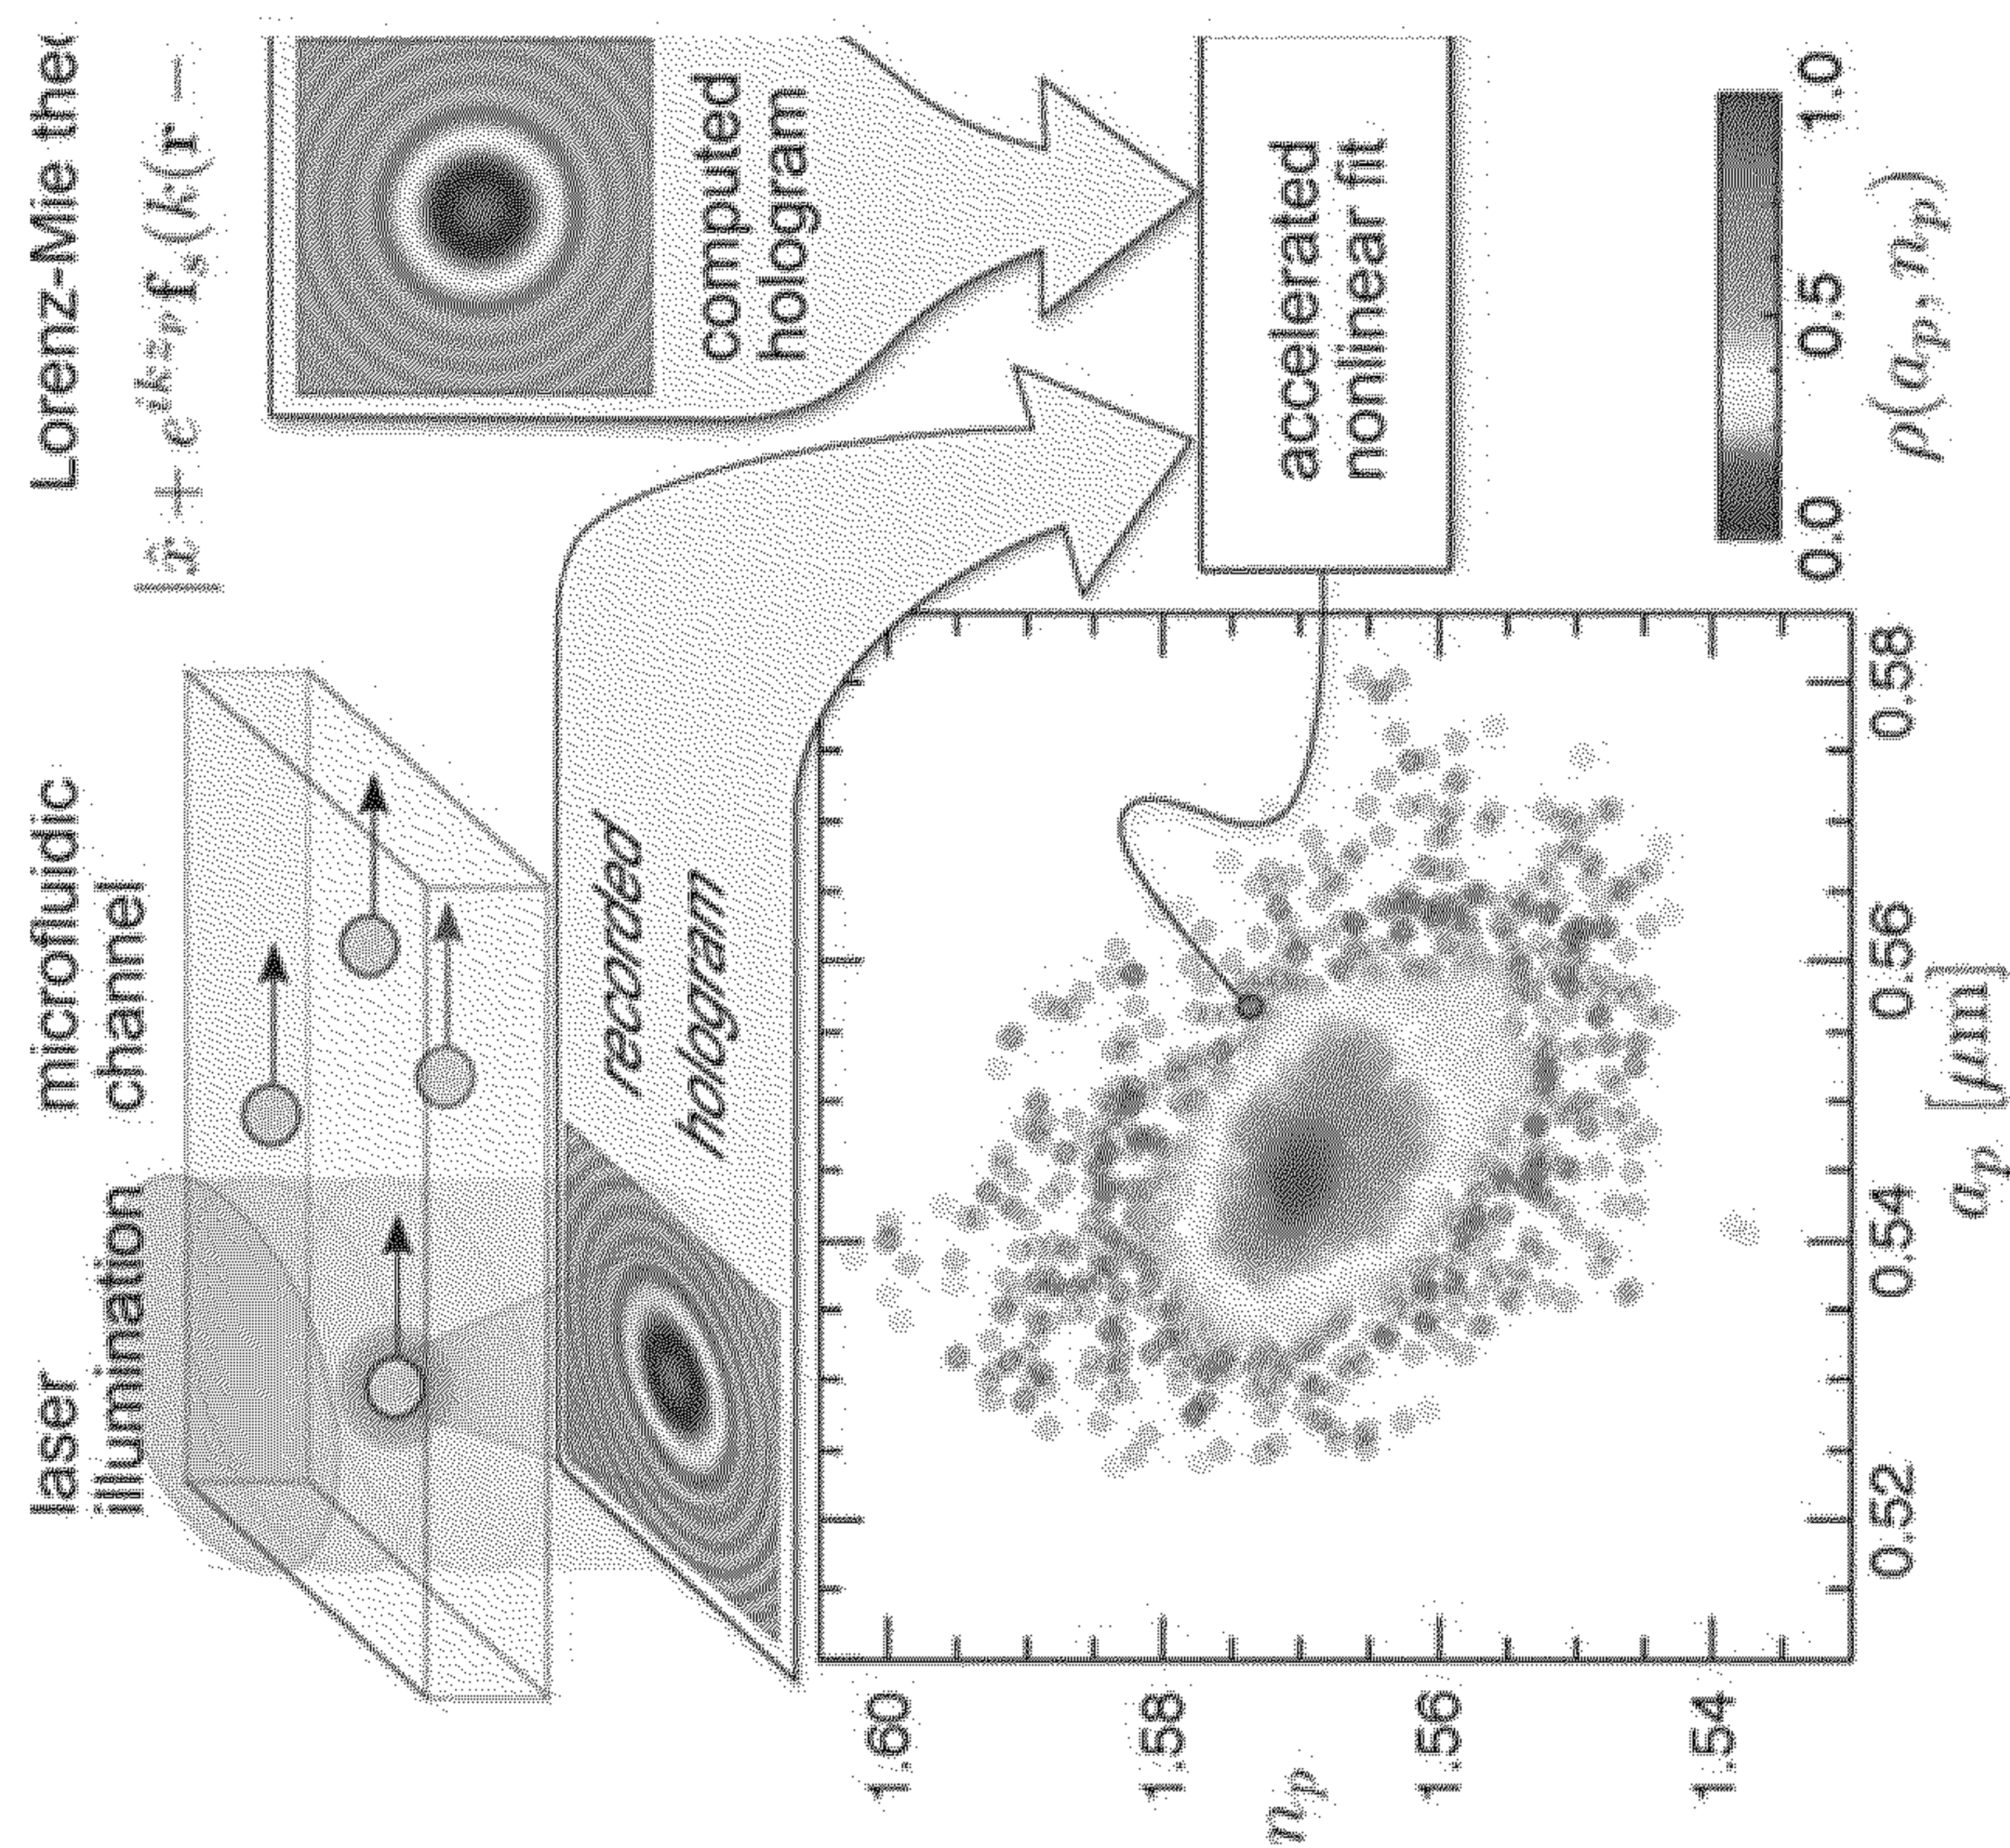 laser
illumination
microfluidic
channel
Lorenz-Mie
|x̂ + e^{ikz_p} f_s(k(r −
recorded
hologram
computed
hologram
accelerated
nonlinear fit
1.60
1.58
1.56
1.54
n_p
0.52
0.54
0.56
0.58
a_p [μm]
0.0
0.5
1.0
ρ(a_p, n_p)